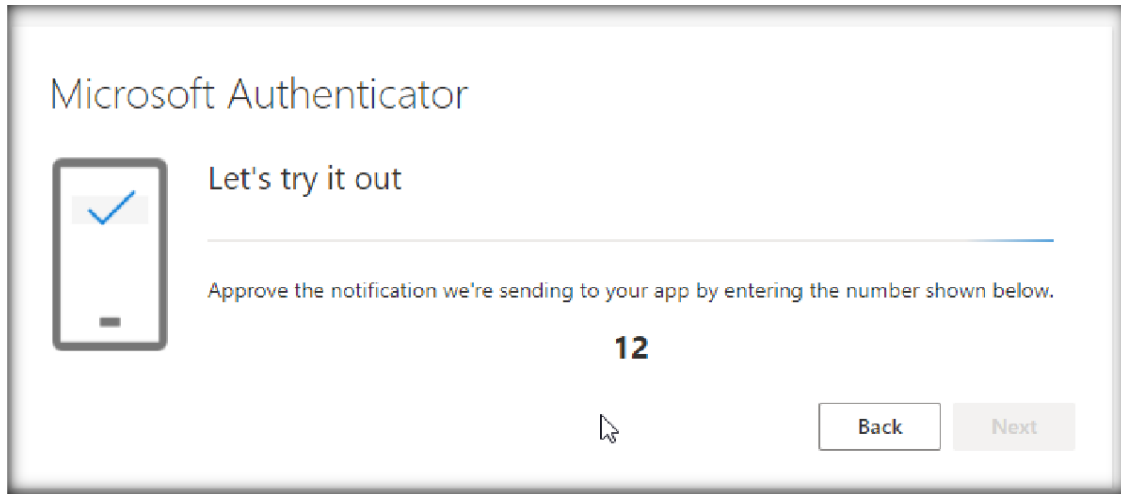 Microsoft Authenticator
Let's try it out
Approve the notification we're sending to your app by entering the number shown below.
12
Back
Next